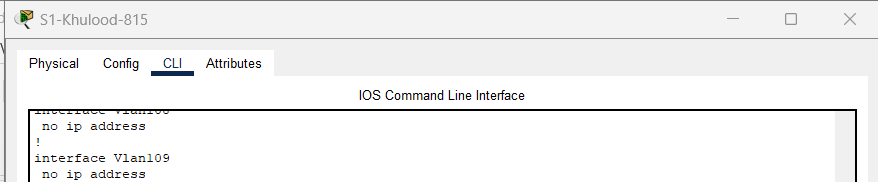 S1-Khulood-815
Physical Config CLI Attributes
IOS Command Line Interface
no ip address
!
interface Vlan109
no ip address